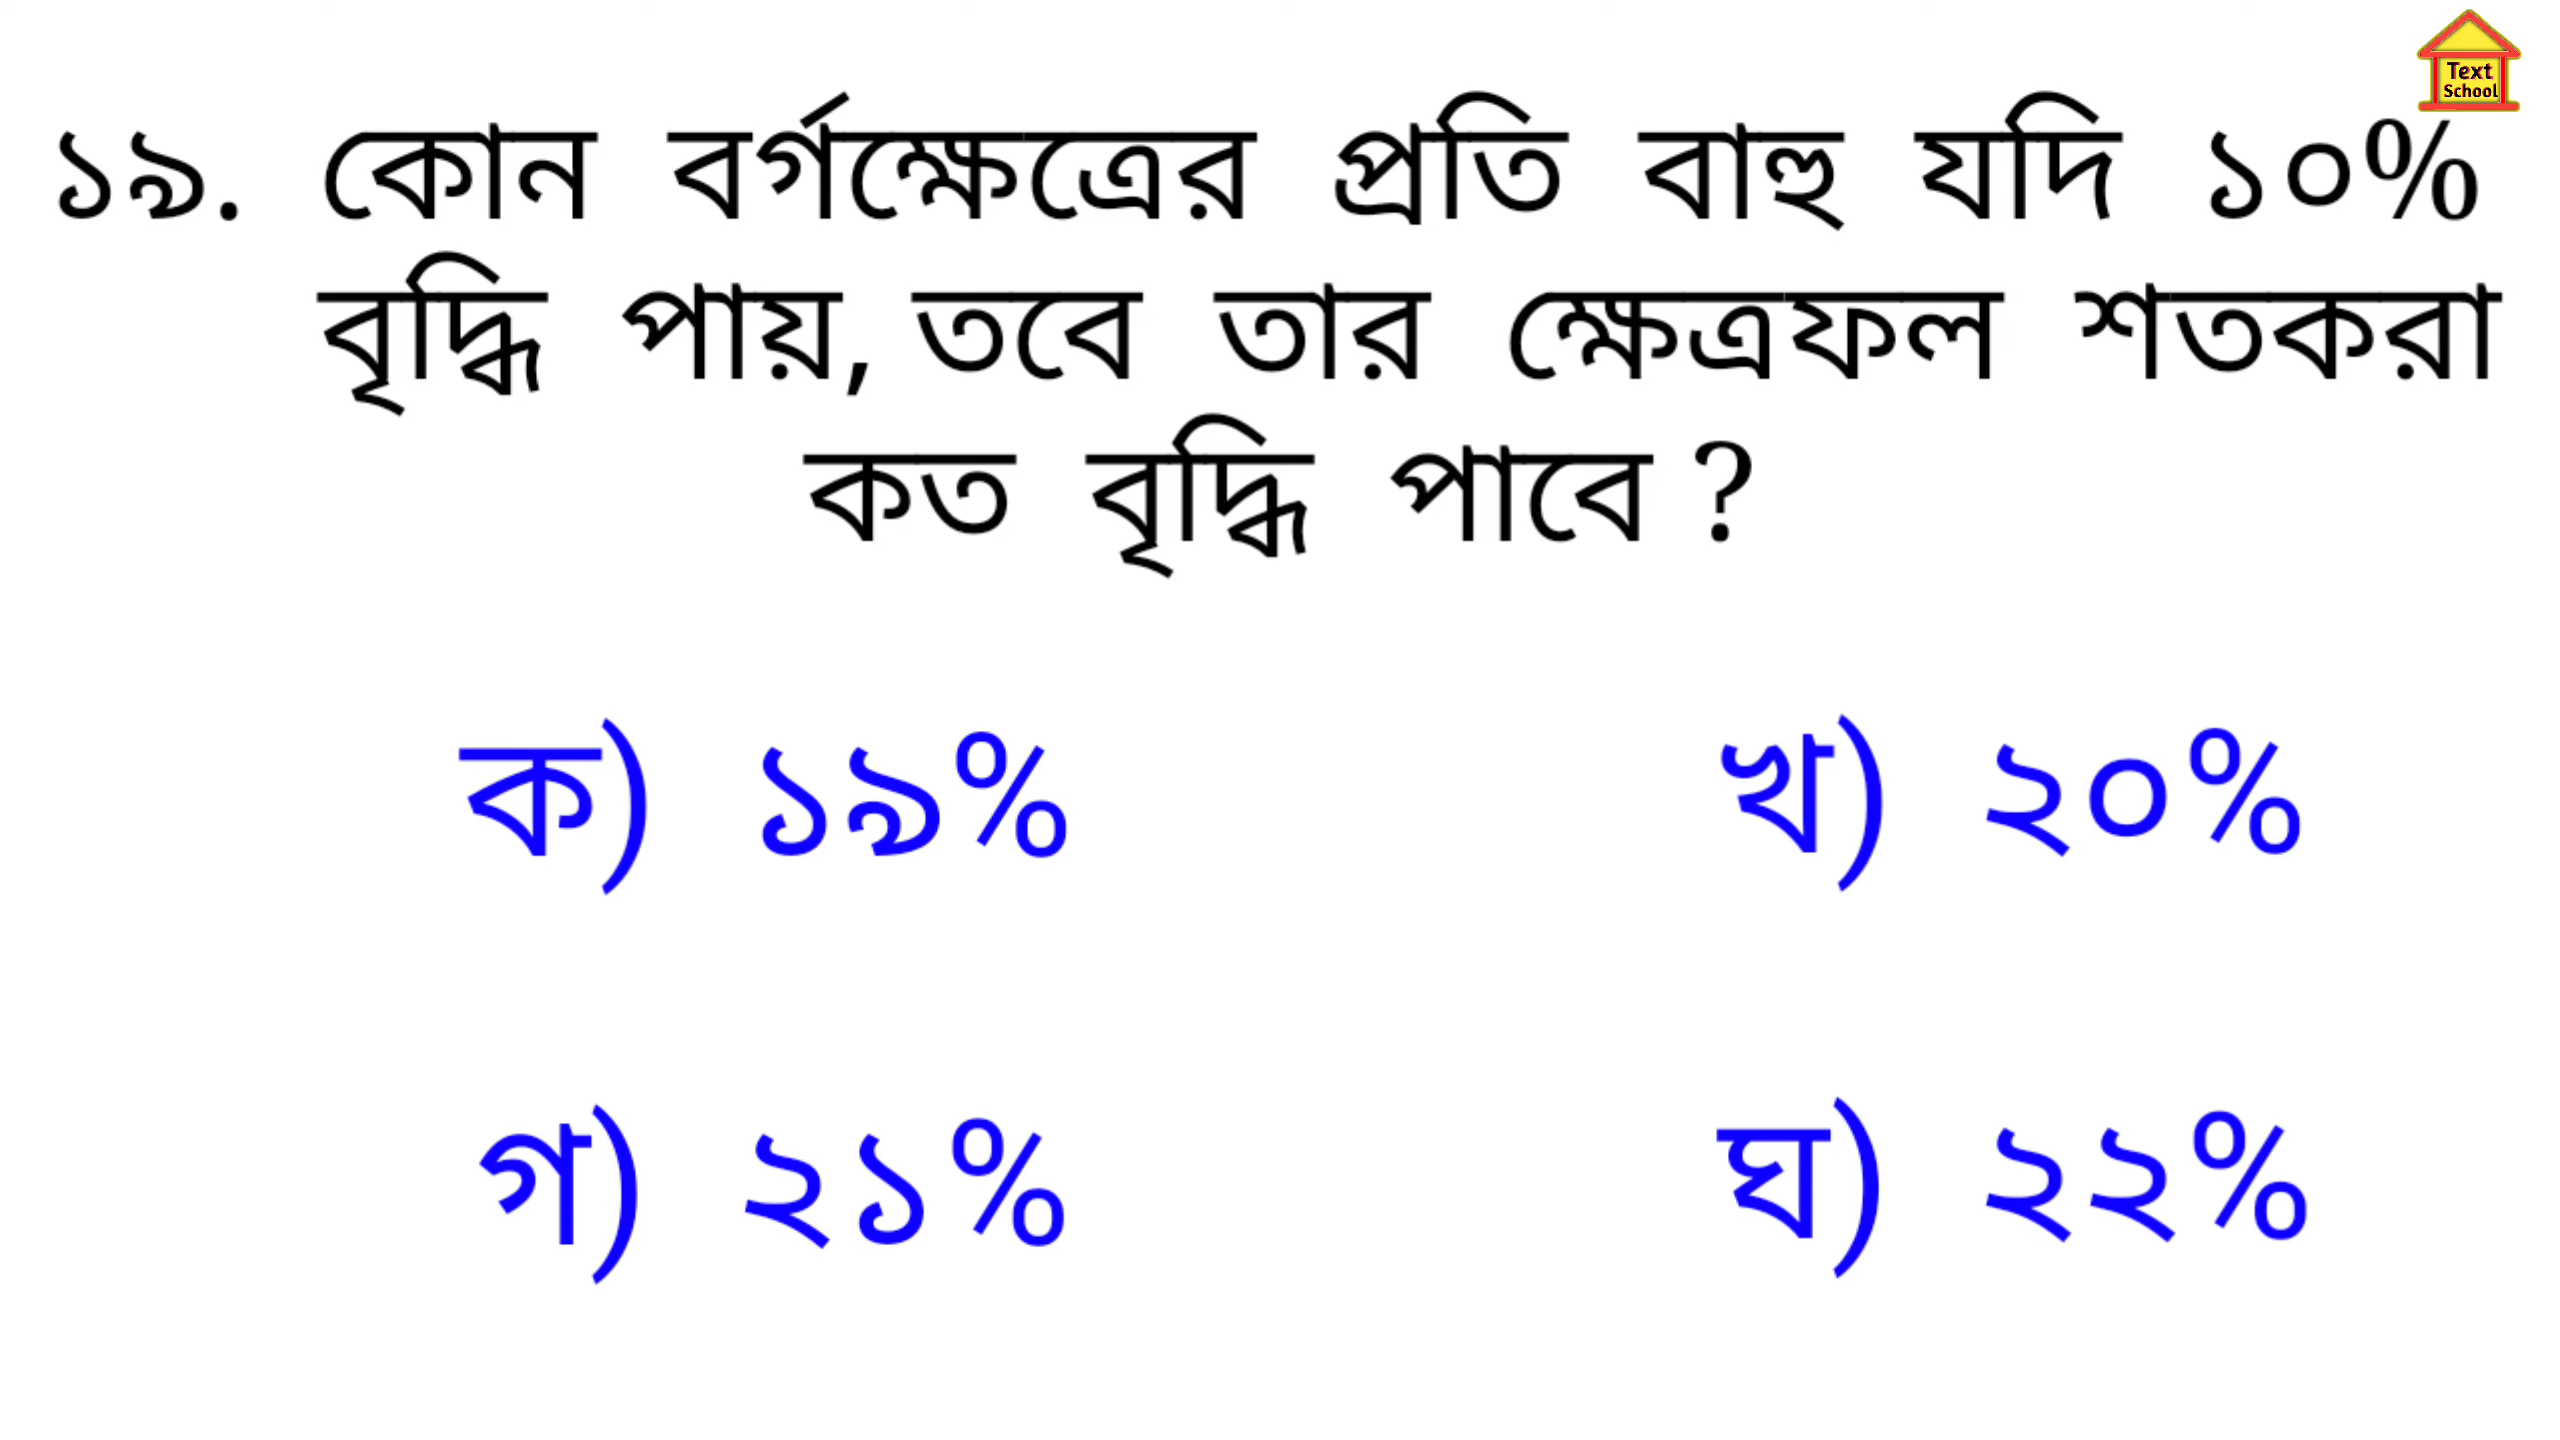 Text
School
১৯. কোন বর্গক্ষেত্রের প্রতি বাহু যদি ১০%
বৃদ্ধি পায়, তবে তার ক্ষেত্রফল শতকরা
কত বৃদ্ধি পাবে ?
ক) ১৯% খ) ২০%
গ) ২১% ঘ) ২২%